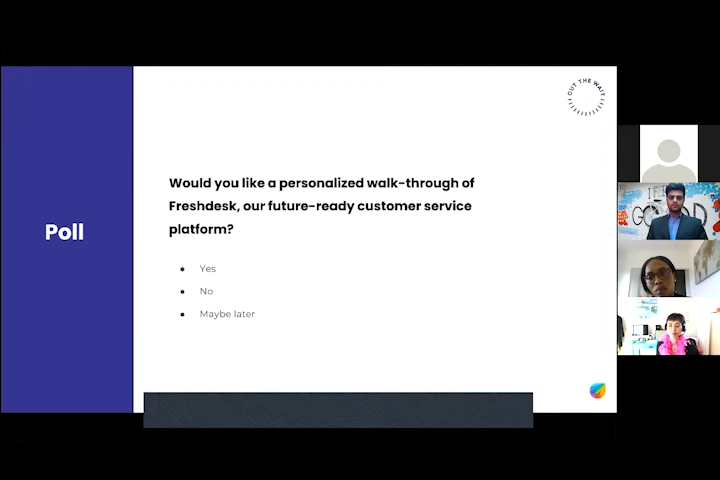 CUT THE WAIT
Would you like a personalized walk-through of
Freshdesk, our future-ready customer service
platform?
Poll
Yes
No
Maybe later